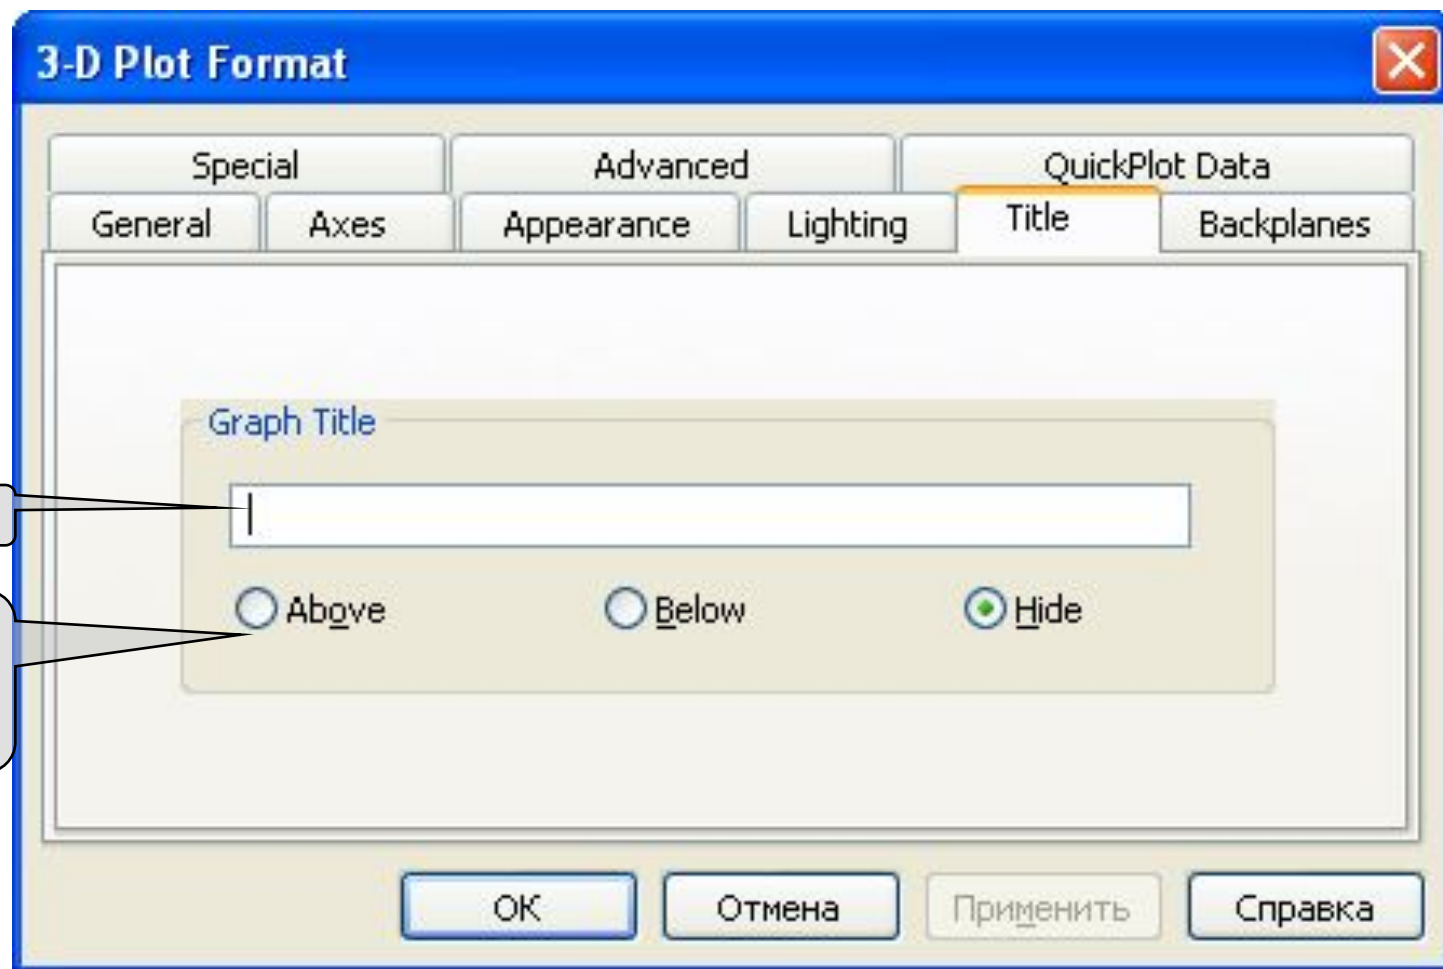 3-D Plot Format
Special Advanced QuickPlot Data
General Axes Appearance Lighting Title Backplanes
Graph Title
Above Below Hide
ОК Отмена Применить Справка